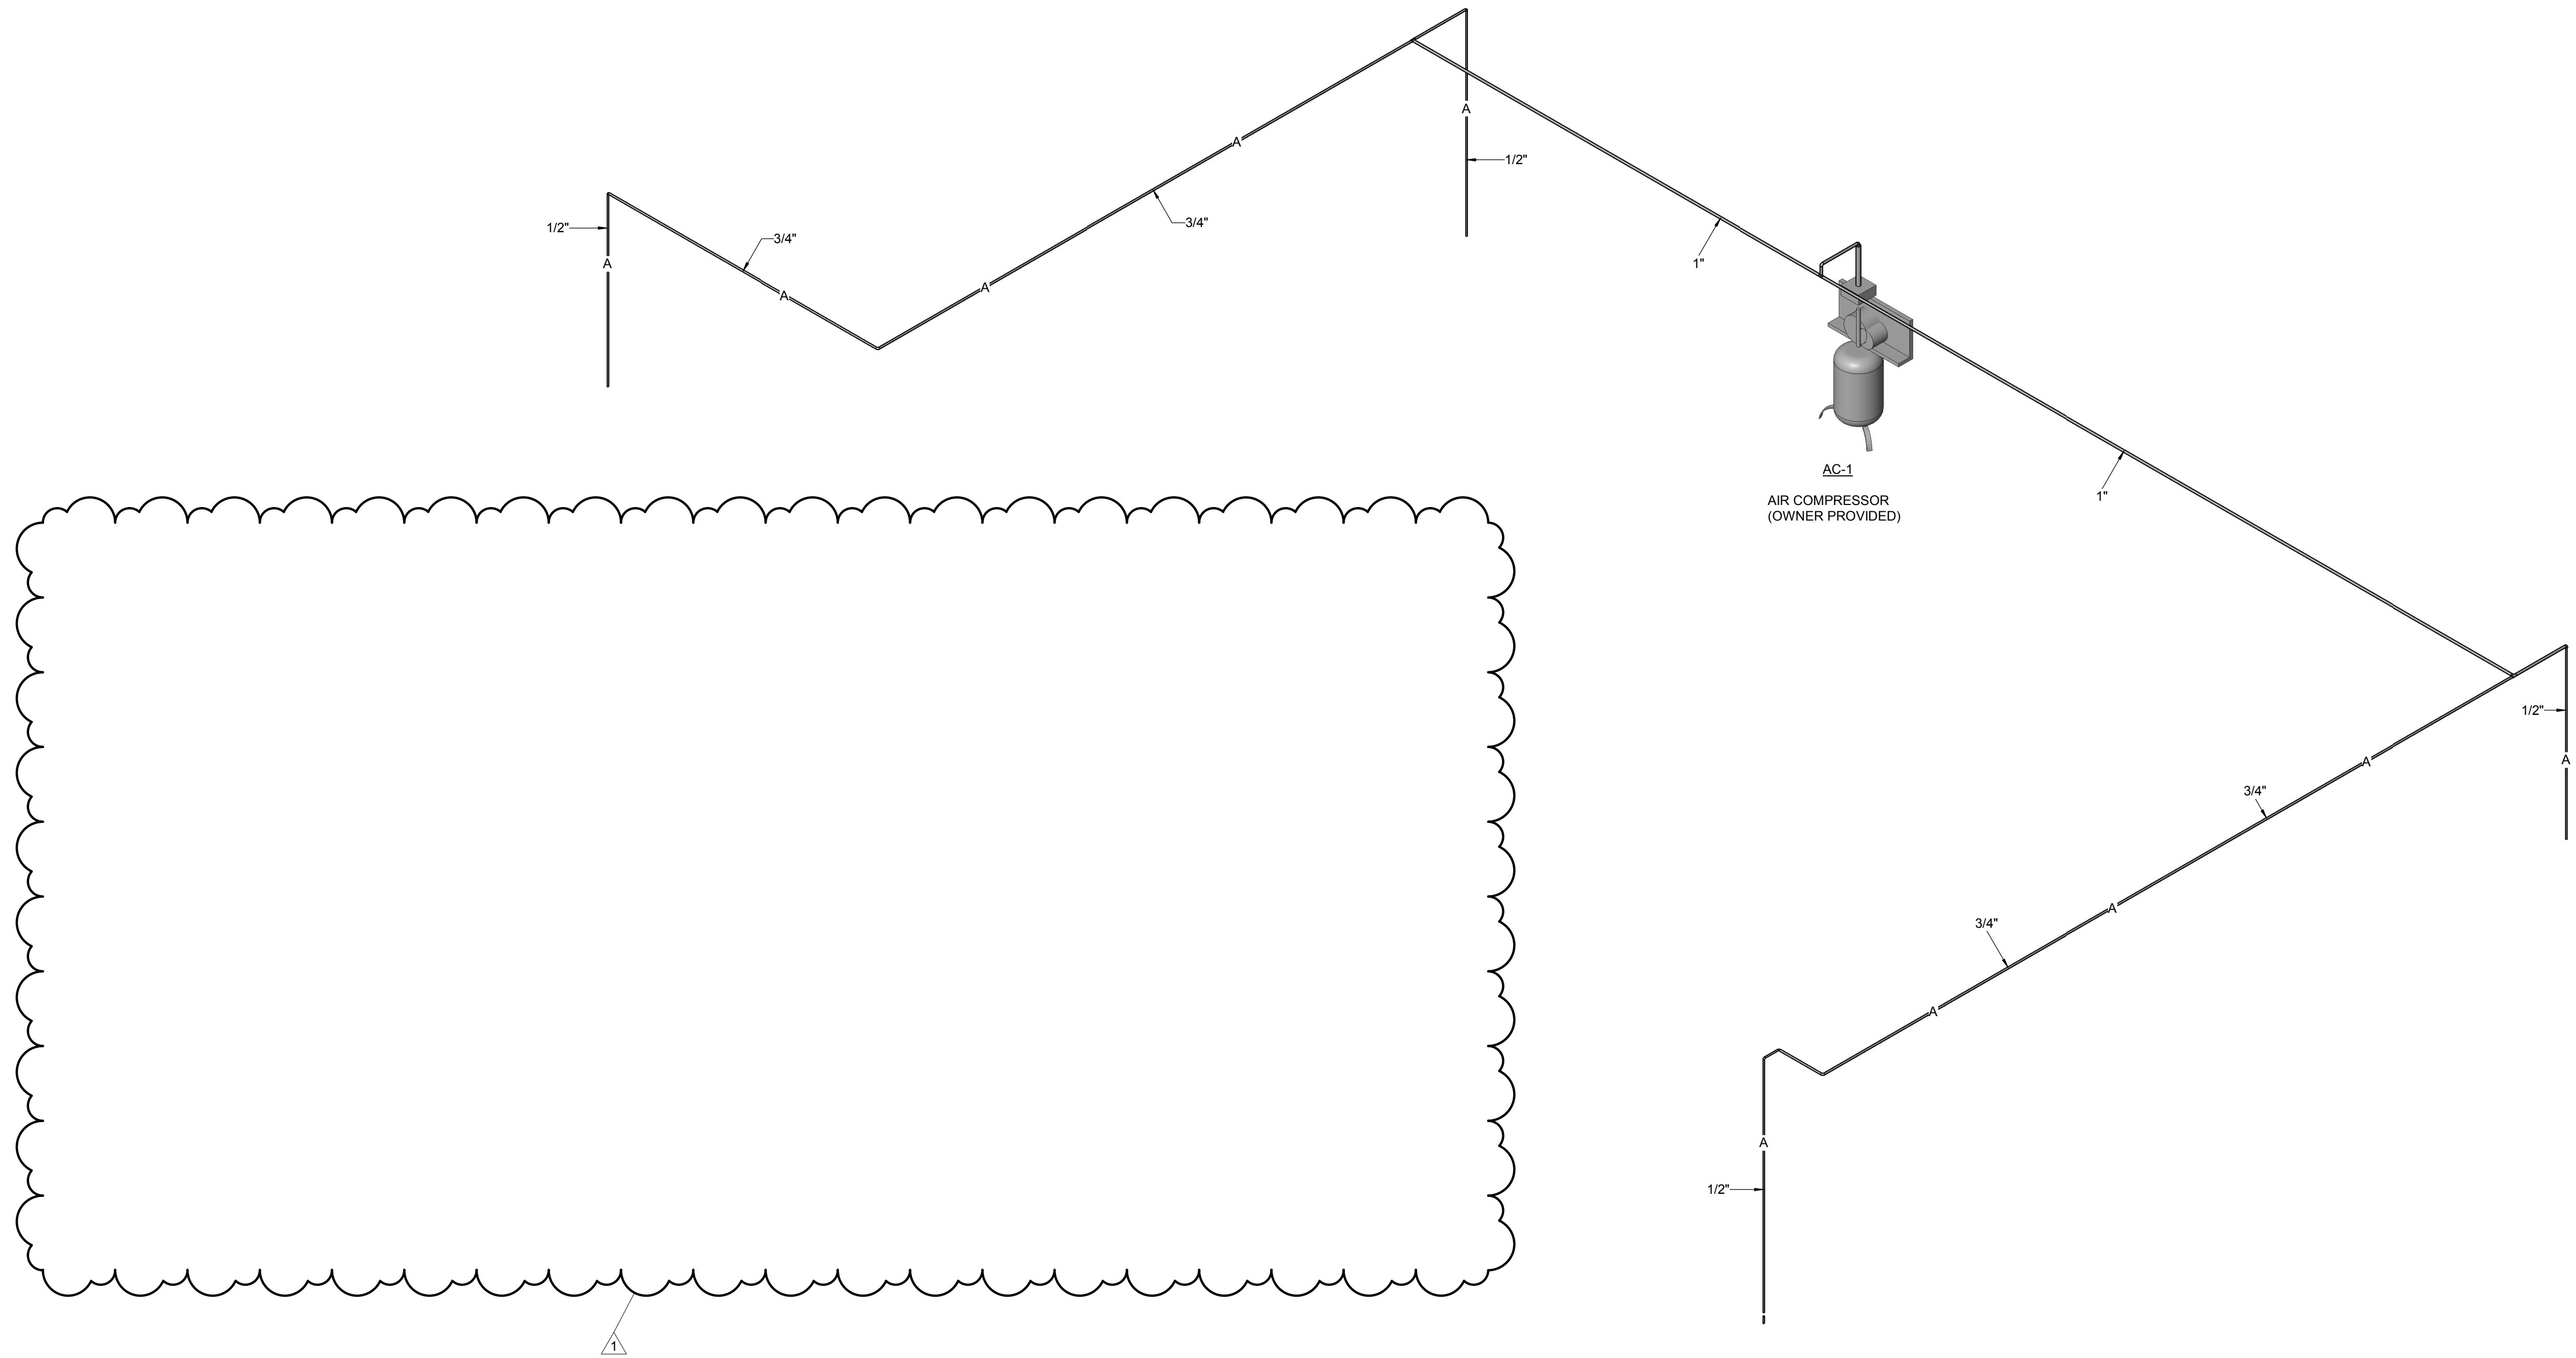 A
1/2"
A
3/4"
1/2"
3/4"
A
1"
A
A
AC-1
AIR COMPRESSOR
(OWNER PROVIDED)
1"
1/2"
A
A
3/4"
A
3/4"
A
A
1/2"
1